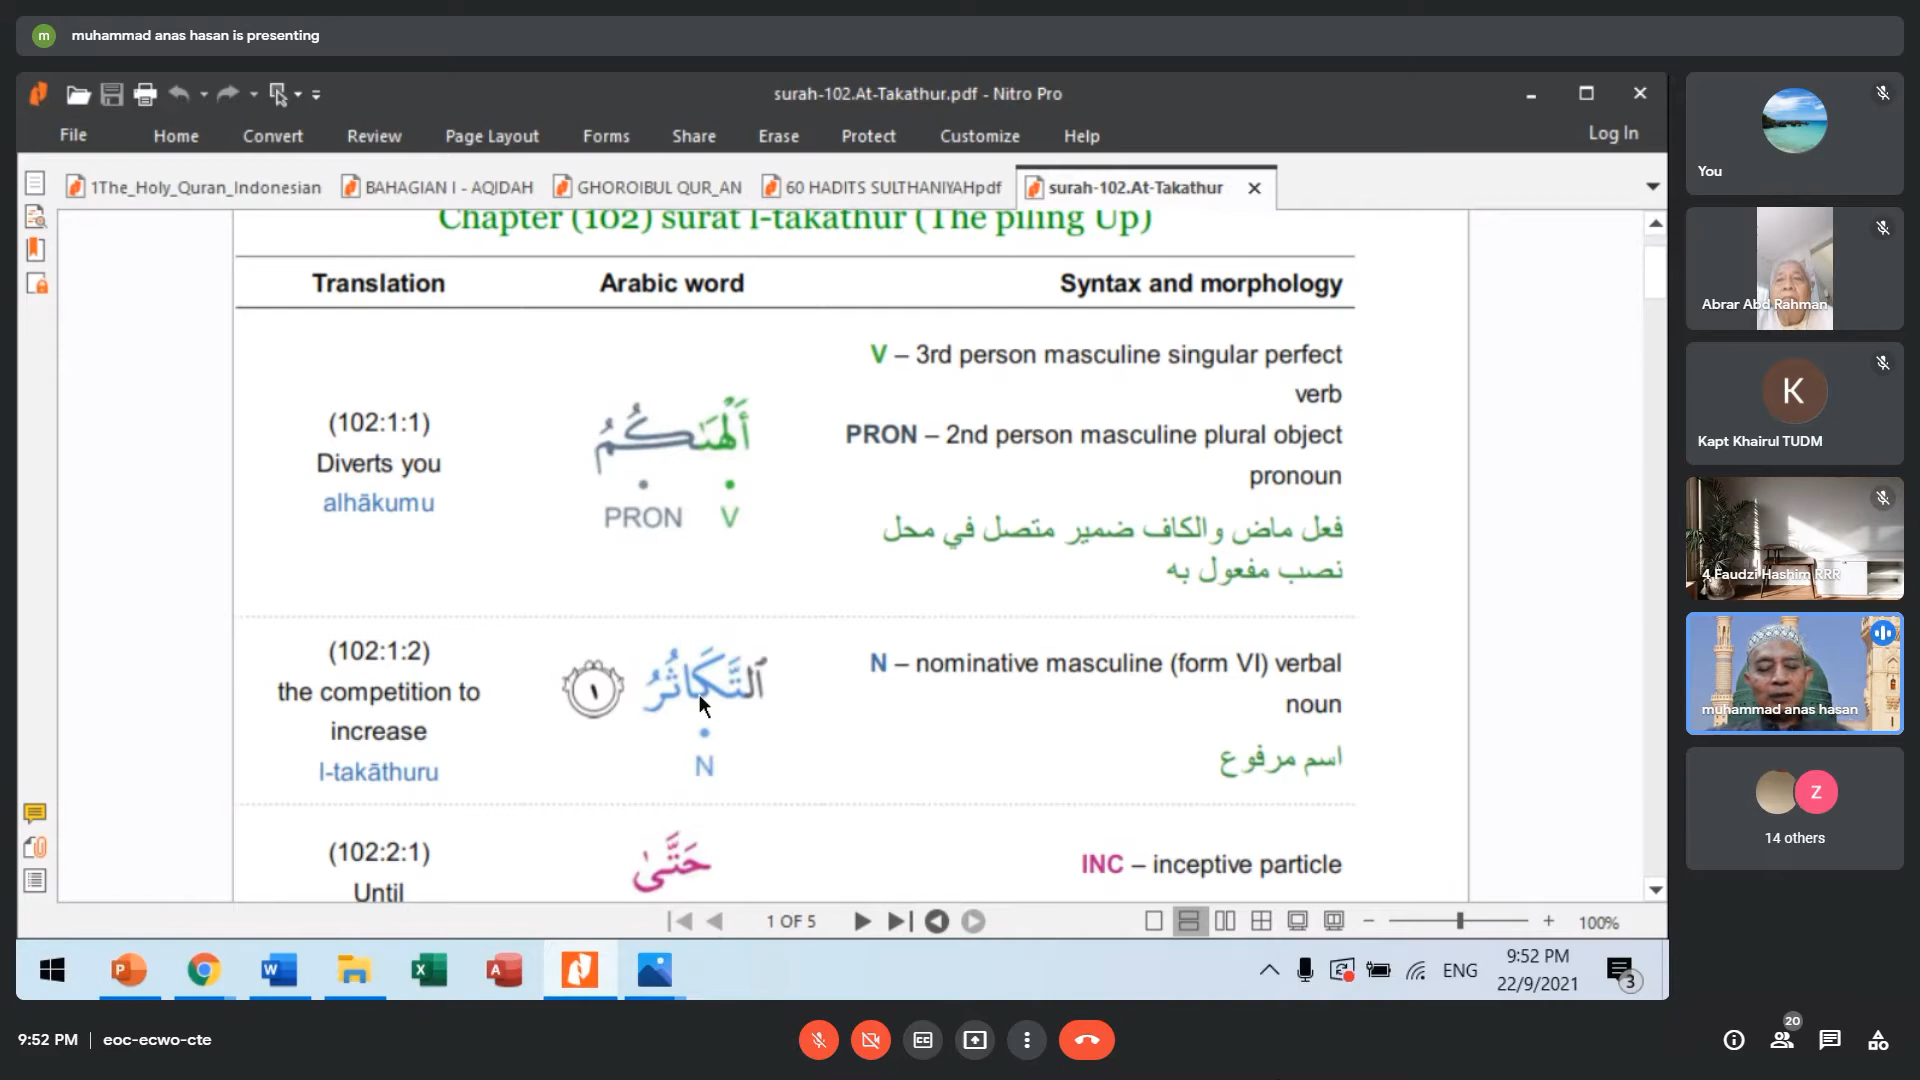 m muhammad anas hasan is presenting
surah-102.At-Takathur.pdf - Nitro Pro
File Home Convert Review Page Layout Forms Share Erase Protect Customize Help Log In
1The_Holy_Quran_Indonesian BAHAGIAN I - AQIDAH GHOROIBUL QUR_AN 60 HADITS SULTHANIYAHpdf surah-102.At-Takathur
Chapter (102) sūrat l-takāthur (The piling Up)
Translation Arabic word Syntax and morphology
(102:1:1)
Diverts you
alhākumu
أَلْهَىٰكُمُ
PRON V
V – 3rd person masculine singular perfect
verb
PRON – 2nd person masculine plural object
pronoun
فعل ماض والكاف ضمير متصل في محل
نصب مفعول به
(102:1:2)
the competition to
increase
l-takāthuru
ٱلتَّكَاثُرُ ١
N
N – nominative masculine (form VI) verbal
noun
اسم مرفوع
(102:2:1)
Until
حَتَّىٰ
INC – inceptive particle
1 OF 5
100%
ENG
9:52 PM
22/9/2021
3
You
Abrar Abd Rahman
K
Kapt Khairul TUDM
4 Faudzi Hashim RRR
muhammad anas hasan
Z
14 others
9:52 PM | eoc-ecwo-cte
20